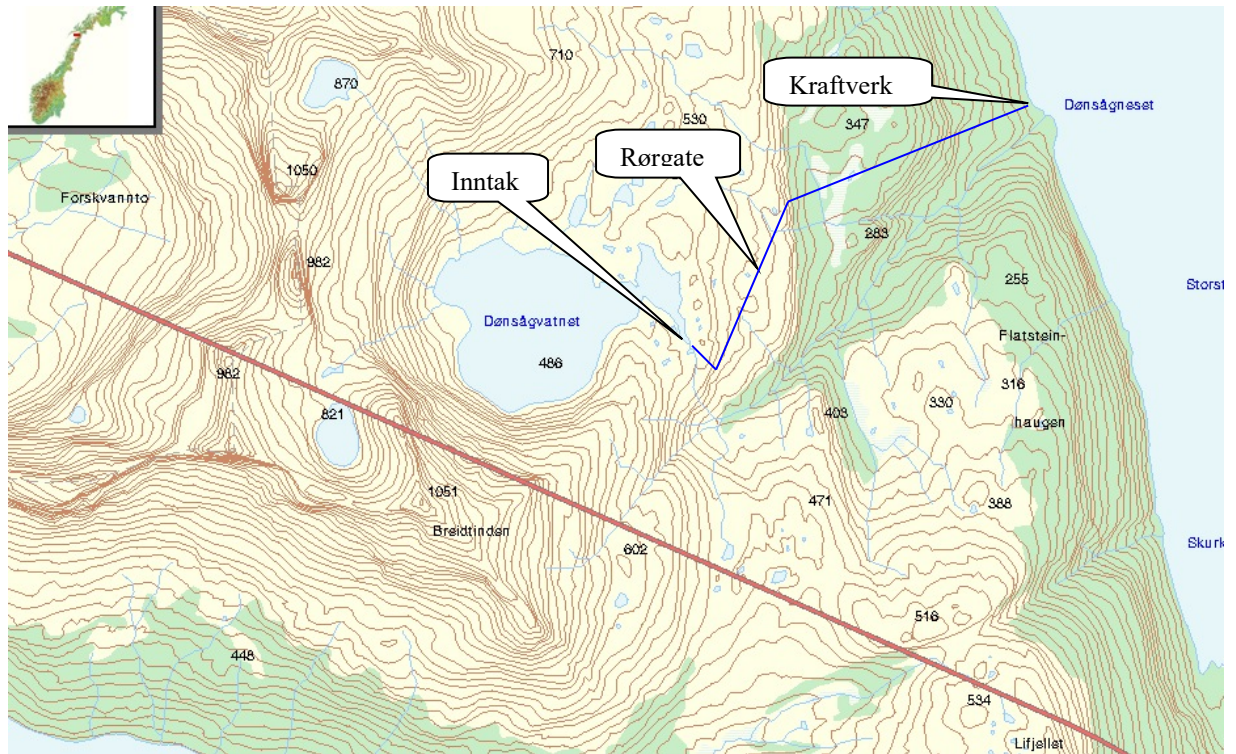 710
870
Kraftverk
Dønsågneset
530
347
Rørgate
1050
Inntak
Forskvannto
283
982
255
Storst
Dønsågvatnet
Flatstein-
486
982
316
330
821
403
haugen
1051
471
388
Breidtinden
602
Skurk
516
448
534
Lifjellet